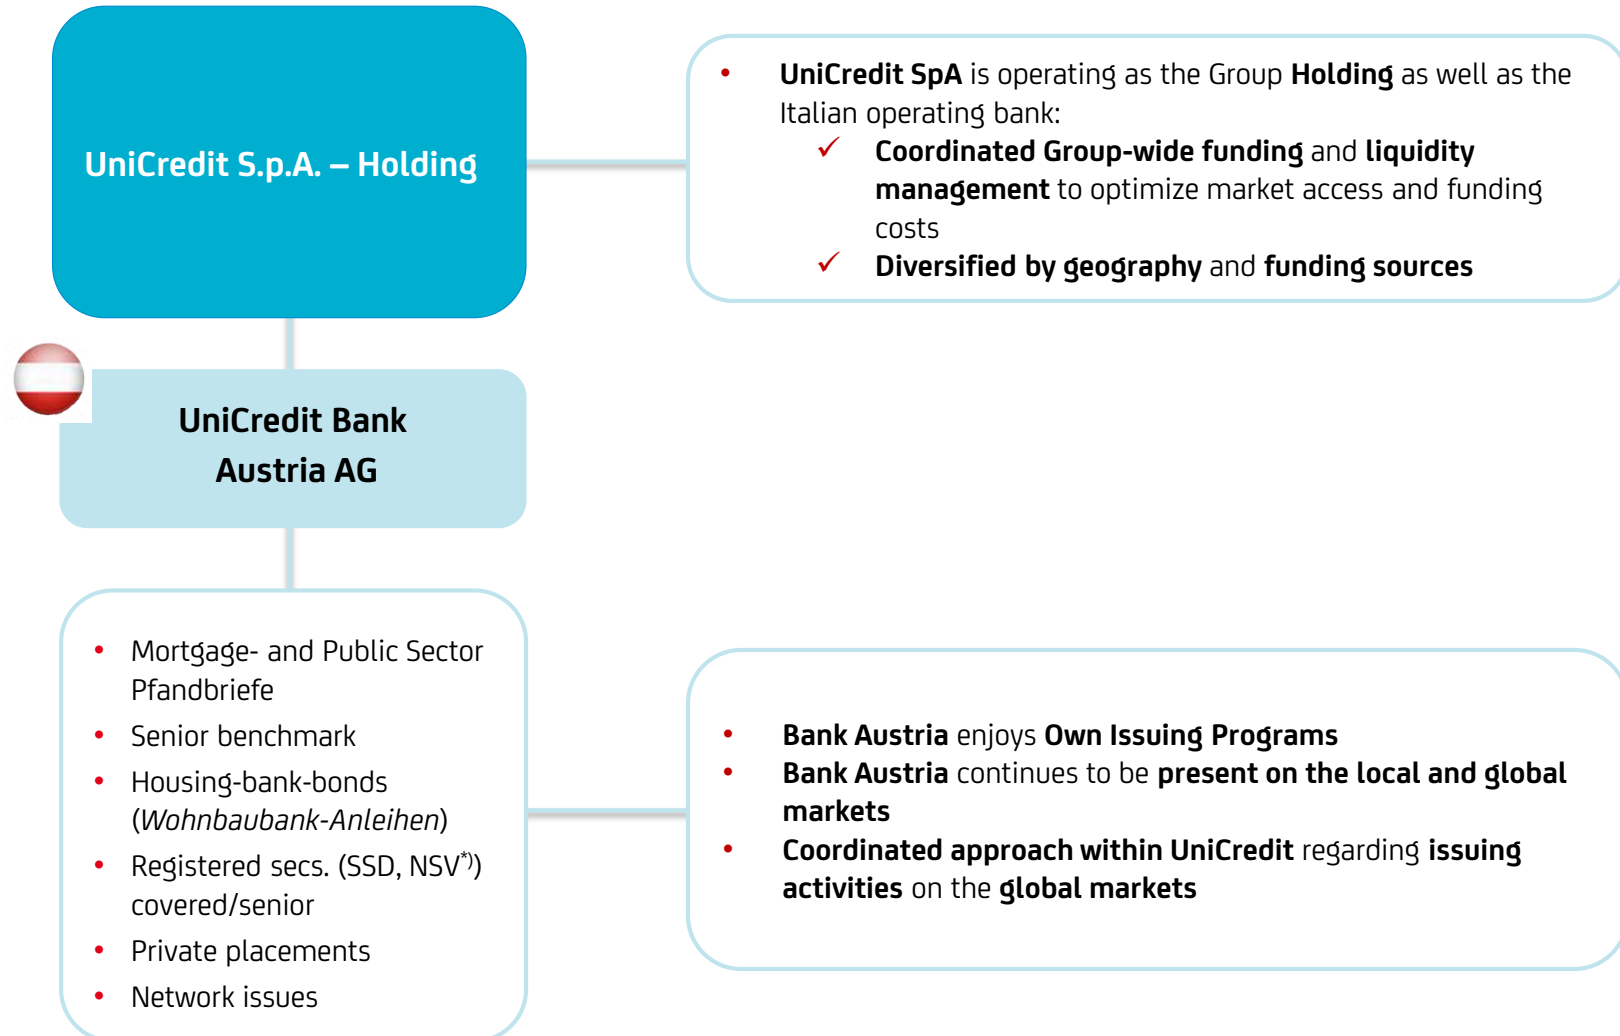 UniCredit S.p.A. – Holding
• UniCredit SpA is operating as the Group Holding as well as the
Italian operating bank:
✓ Coordinated Group-wide funding and liquidity
management to optimize market access and funding
costs
✓ Diversified by geography and funding sources
UniCredit Bank
Austria AG
• Mortgage- and Public Sector
Pfandbriefe
• Senior benchmark
• Housing-bank-bonds
(Wohnbaubank-Anleihen)
• Registered secs. (SSD, NSV*))
covered/senior
• Private placements
• Network issues
• Bank Austria enjoys Own Issuing Programs
• Bank Austria continues to be present on the local and global
markets
• Coordinated approach within UniCredit regarding issuing
activities on the global markets